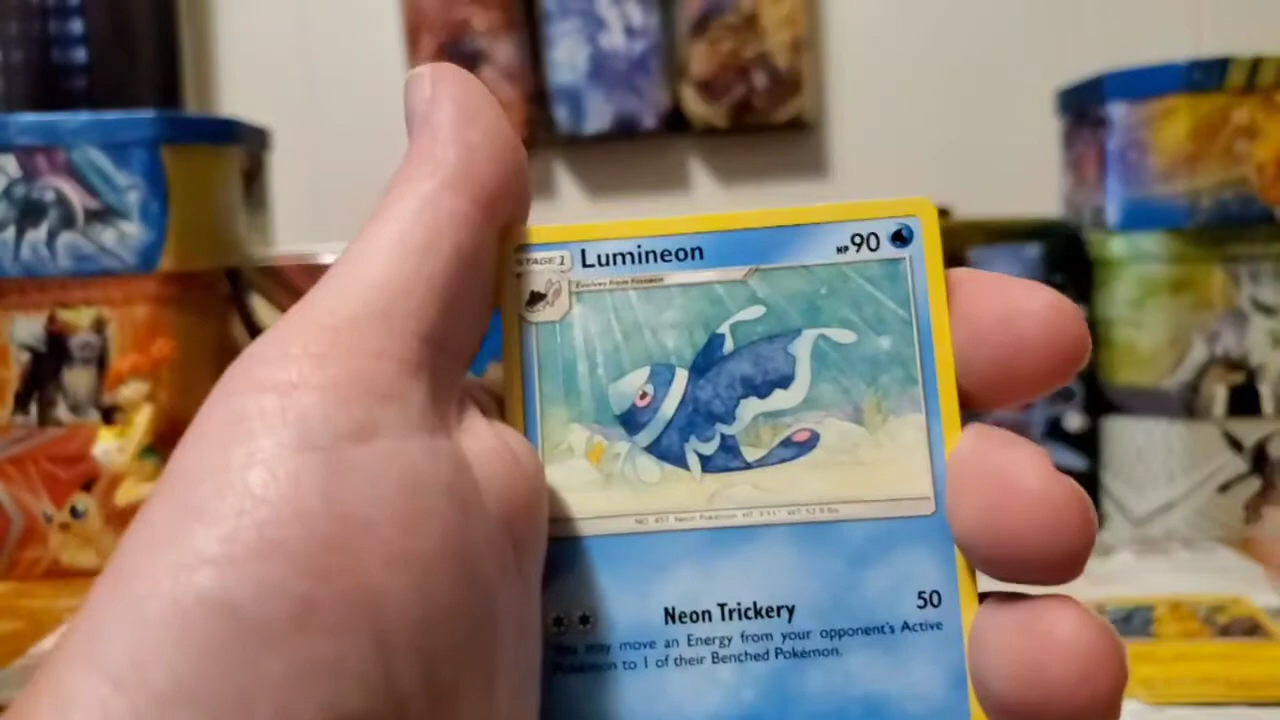 STAGE 1 Lumineon HP 90
Evolves from Finneon
NO. 457 Neon Pokémon HT: 3'11" WT: 52.9 lbs.
Neon Trickery 50
You may move an Energy from your opponent's Active
Pokémon to 1 of their Benched Pokémon.